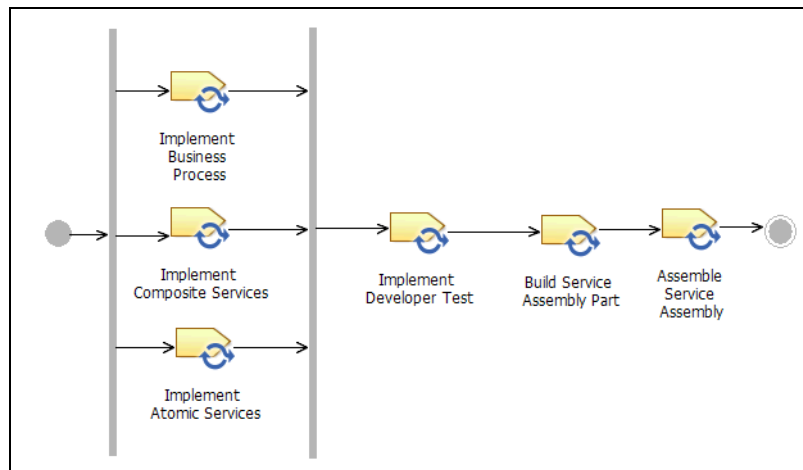 Implement
Business
Process
Implement
Composite Services
Implement
Atomic Services
Implement
Developer Test
Build Service
Assembly Part
Assemble
Service
Assembly